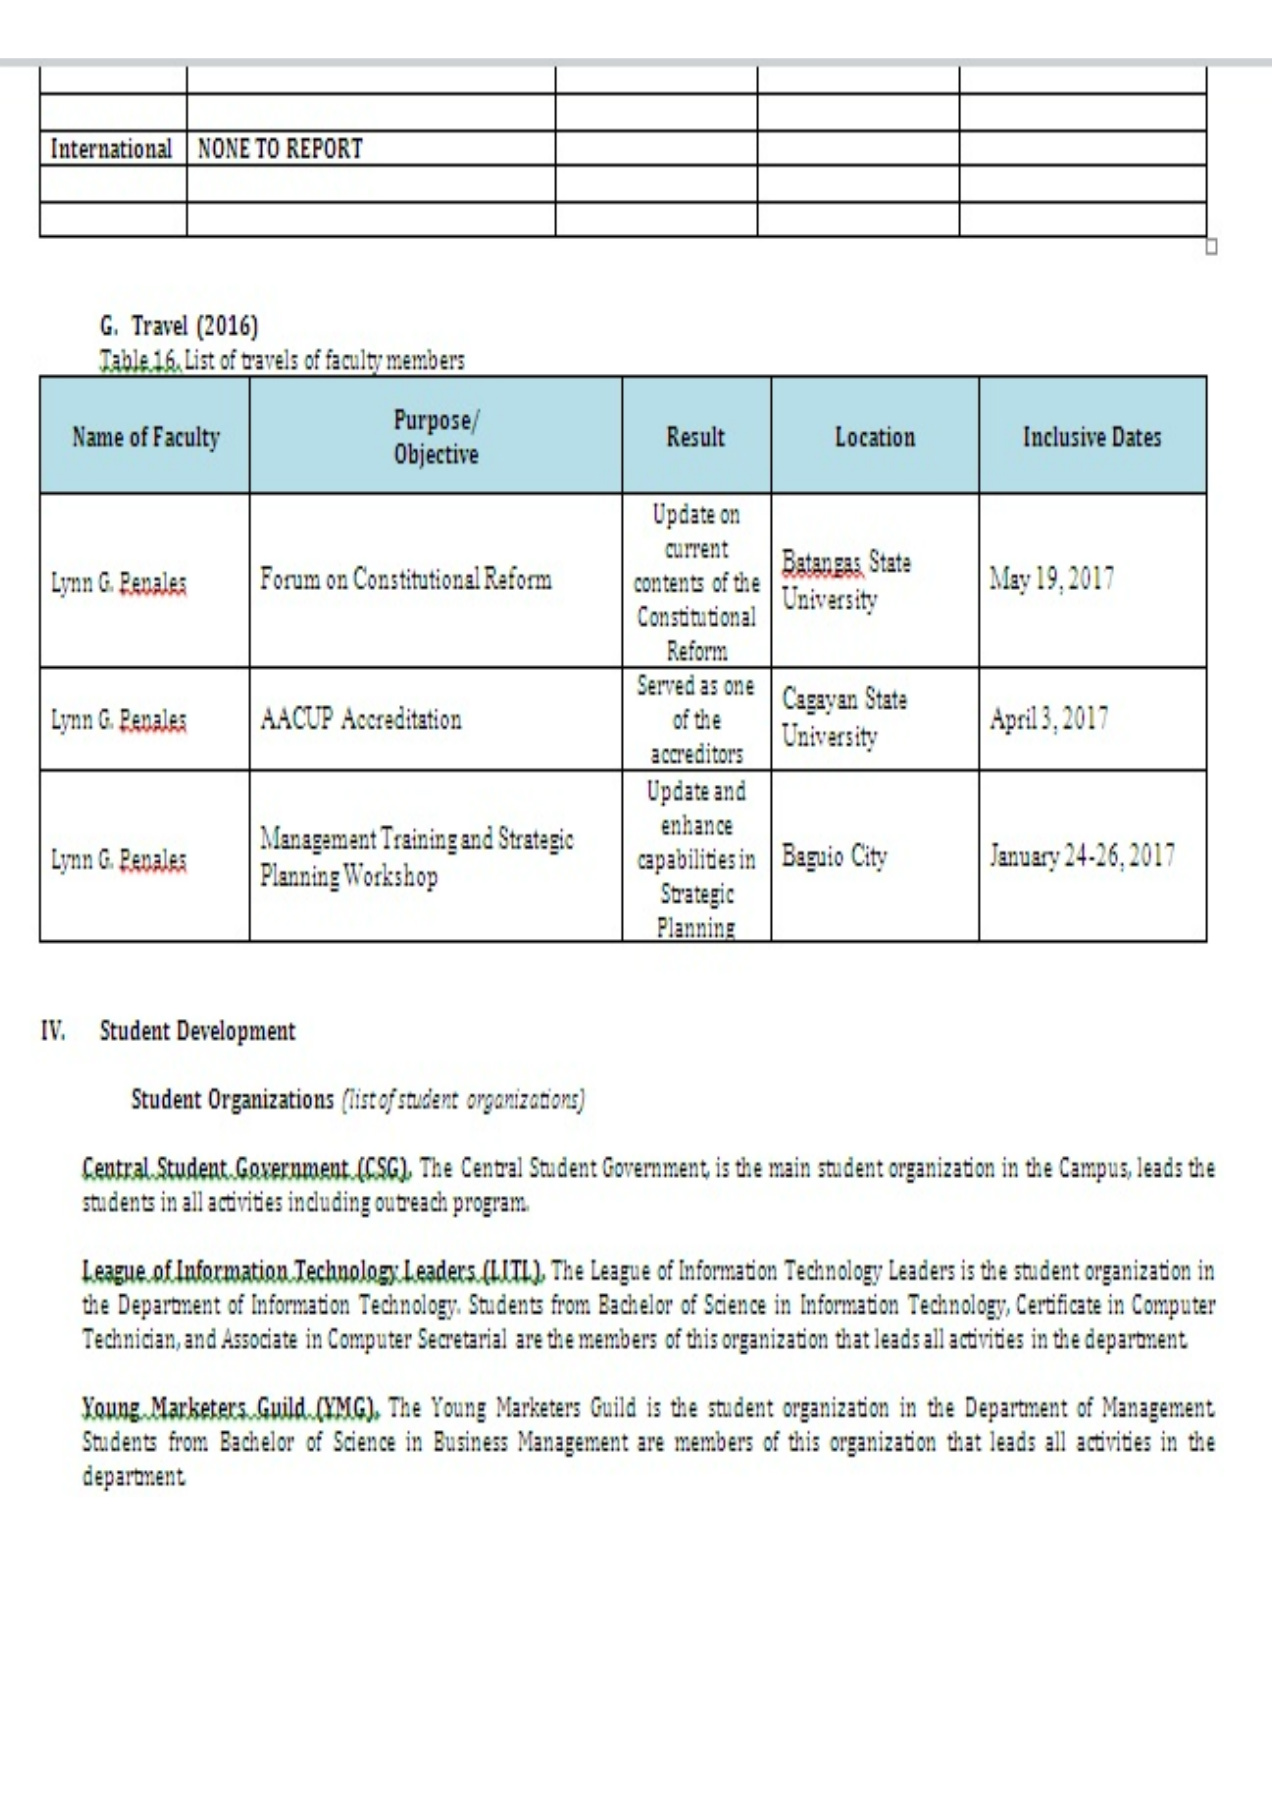 International NONE TO REPORT
G. Travel (2016)
Table 16. List of travels of faculty members
Name of Faculty Purpose/ Objective Result Location Inclusive Dates
Lynn G. Penales Forum on Constitutional Reform Update on current contents of the Constitutional Reform Batangas State University May 19, 2017
Lynn G. Penales AACUP Accreditation Served as one of the accreditors Cagayan State University April 3, 2017
Lynn G. Penales Management Training and Strategic Planning Workshop Update and enhance capabilities in Strategic Planning Baguio City January 24-26, 2017
IV. Student Development
Student Organizations (list of student organizations)
Central Student Government (CSG). The Central Student Government, is the main student organization in the Campus, leads the
students in all activities including outreach program.
League of Information Technology Leaders (LITL). The League of Information Technology Leaders is the student organization in
the Department of Information Technology. Students from Bachelor of Science in Information Technology, Certificate in Computer
Technician, and Associate in Computer Secretarial are the members of this organization that leads all activities in the department.
Young Marketers Guild (YMG). The Young Marketers Guild is the student organization in the Department of Management.
Students from Bachelor of Science in Business Management are members of this organization that leads all activities in the
department.